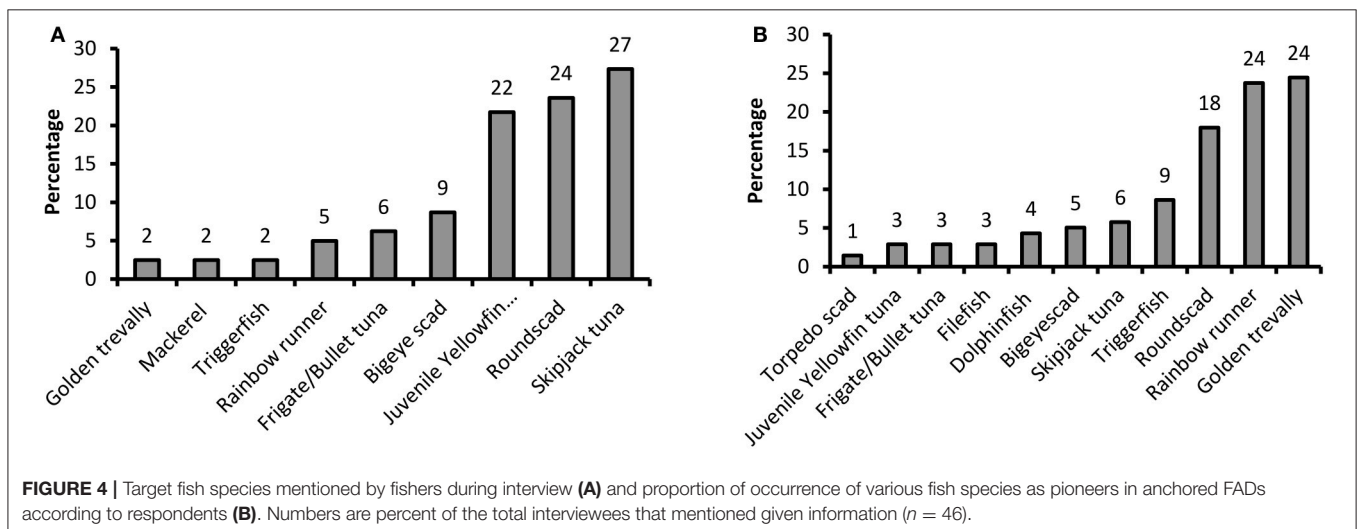 A
Percentage
30
25
20
15
10
5
0
2
2
2
5
6
9
22
24
27
Golden trevally
Mackerel
Triggerfish
Rainbow runner
Frigate/Bullet tuna
Bigeye scad
Juvenile Yellowfin...
Roundscad
Skipjack tuna
B
Percentage
30
25
20
15
10
5
0
1
3
3
3
4
5
6
9
18
24
24
Torpedo scad
Juvenile Yellowfin tuna
Frigate/Bullet tuna
Filefish
Dolphinfish
Bigeyescad
Skipjack tuna
Triggerfish
Roundscad
Rainbow runner
Golden trevally
FIGURE 4 | Target fish species mentioned by fishers during interview (A) and proportion of occurrence of various fish species as pioneers in anchored FADs
according to respondents (B). Numbers are percent of the total interviewees that mentioned given information (n = 46).